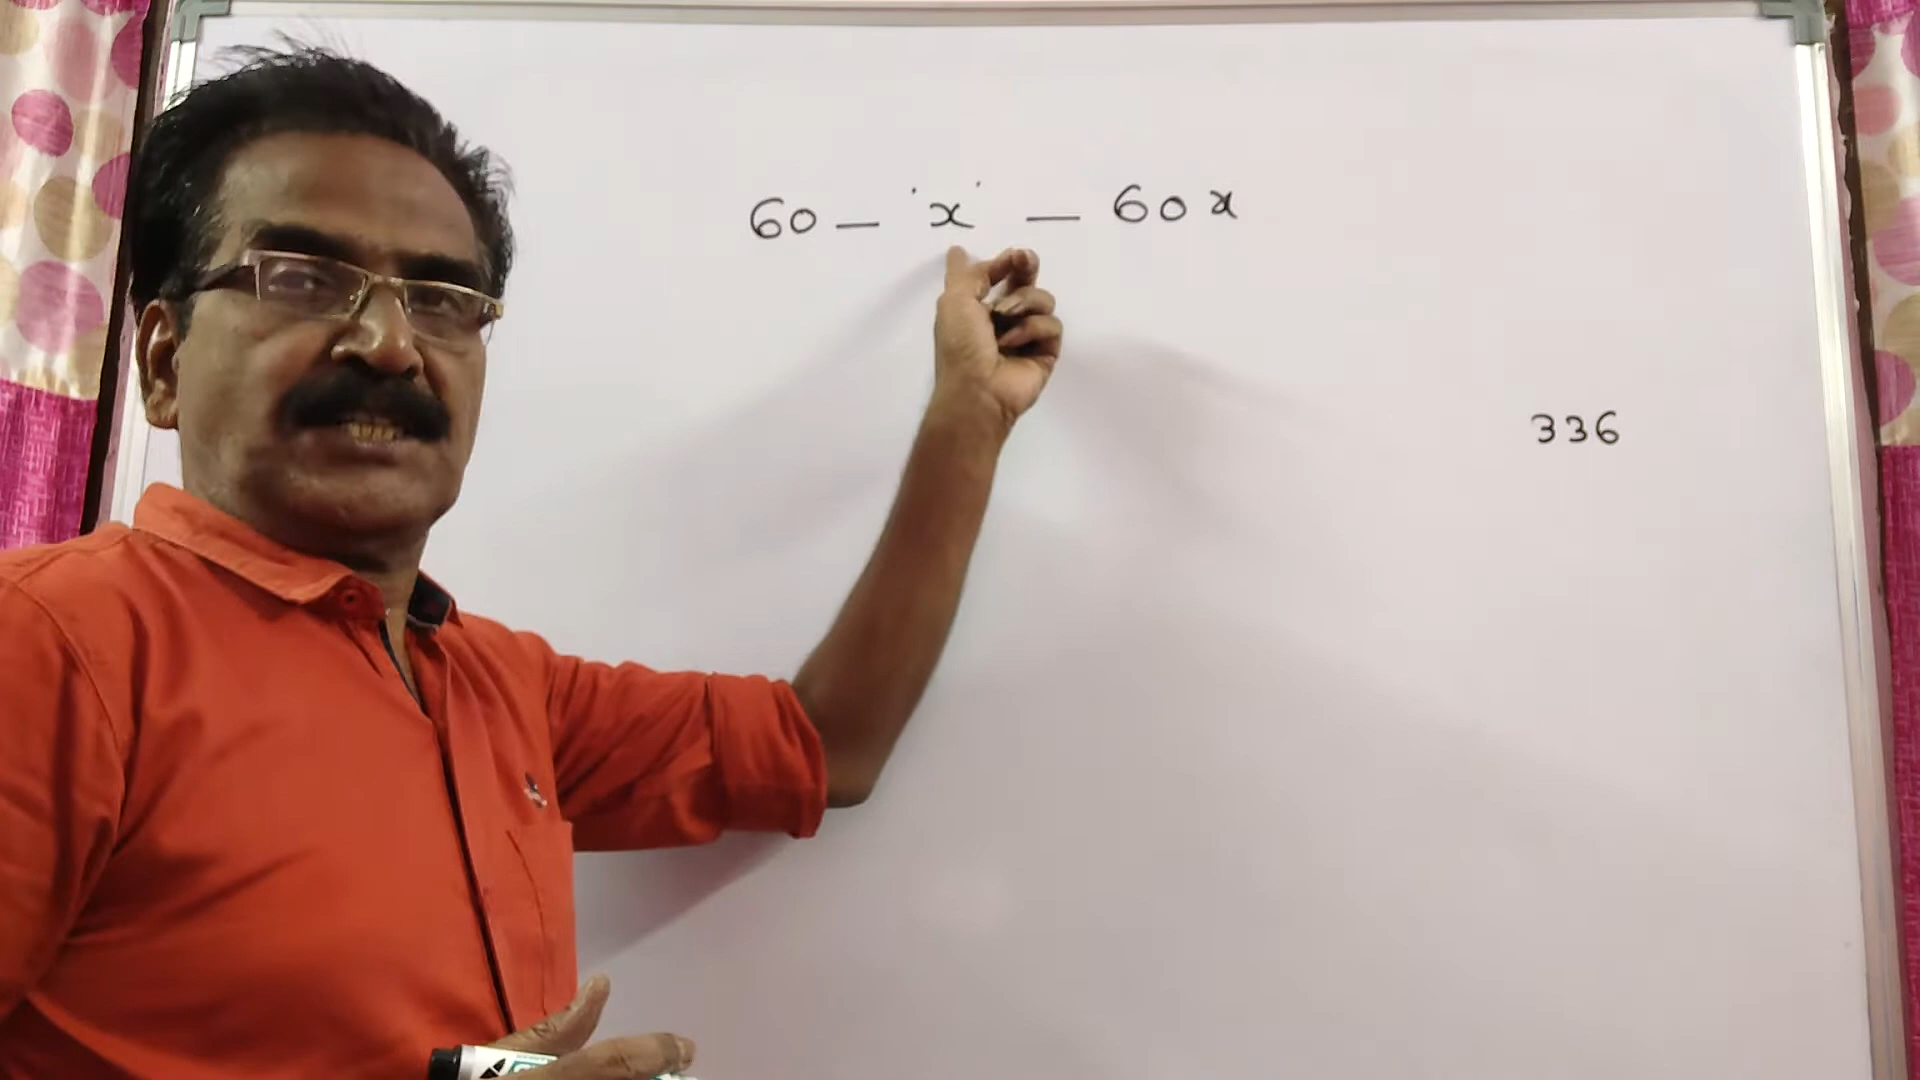 60 — 'x' — 60x
336